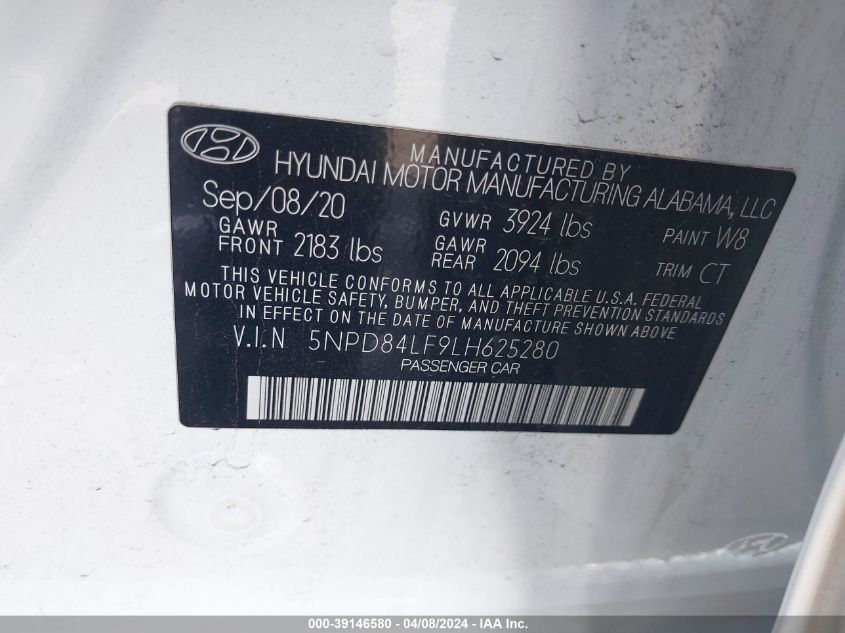 MANUFACTURED BY
HYUNDAI MOTOR MANUFACTURING ALABAMA, LLC
Sep/08/20 GVWR 3924 lbs PAINT W8
GAWR FRONT 2183 lbs GAWR REAR 2094 lbs TRIM CT
THIS VEHICLE CONFORMS TO ALL APPLICABLE U.S.A. FEDERAL
MOTOR VEHICLE SAFETY, BUMPER, AND THEFT PREVENTION STANDARDS
IN EFFECT ON THE DATE OF MANUFACTURE SHOWN ABOVE
V.I.N 5NPD84LF9LH625280
PASSENGER CAR
000-39146580 - 04/08/2024 - IAA Inc.